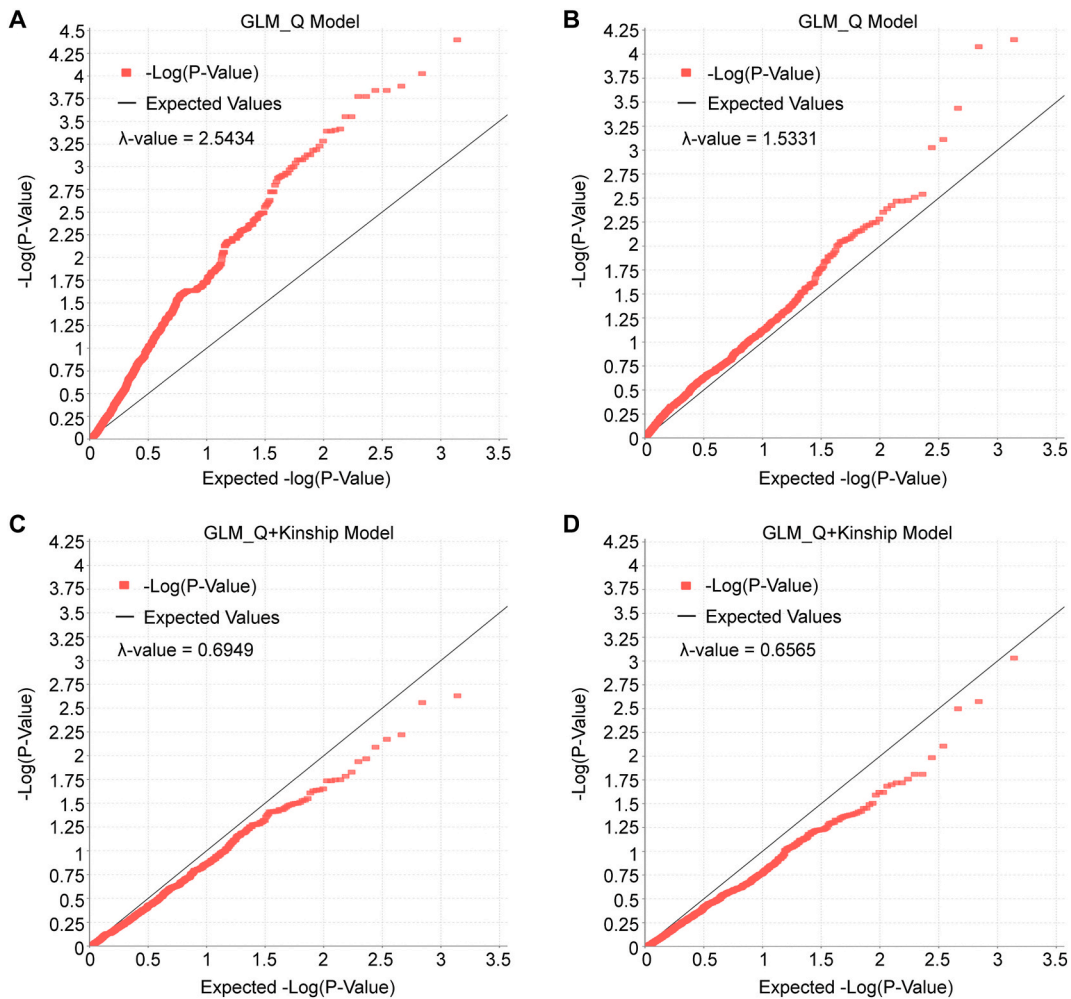 A
GLM_Q Model
4.5
4.25
4
3.75
3.5
3.25
3
2.75
2.5
2.25
2
1.75
1.5
1.25
1
0.75
0.5
0.25
0
-Log(P-Value)
-Log(P-Value)
Expected Values
λ-value = 2.5434
0 0.5 1 1.5 2 2.5 3 3.5
Expected -log(P-Value)
B
GLM_Q Model
4.25
4
3.75
3.5
3.25
3
2.75
2.5
2.25
2
1.75
1.5
1.25
1
0.75
0.5
0.25
0
-Log(P-Value)
-Log(P-Value)
Expected Values
λ-value = 1.5331
0 0.5 1 1.5 2 2.5 3 3.5
Expected -log(P-Value)
C
GLM_Q+Kinship Model
4.25
4
3.75
3.5
3.25
3
2.75
2.5
2.25
2
1.75
1.5
1.25
1
0.75
0.5
0.25
0
-Log(P-Value)
-Log(P-Value)
Expected Values
λ-value = 0.6949
0 0.5 1 1.5 2 2.5 3 3.5
Expected -Log(P-Value)
D
GLM_Q+Kinship Model
4.25
4
3.75
3.5
3.25
3
2.75
2.5
2.25
2
1.75
1.5
1.25
1
0.75
0.5
0.25
0
-Log(P-Value)
-Log(P-Value)
Expected Values
λ-value = 0.6565
0 0.5 1 1.5 2 2.5 3 3.5
Expected -Log(P-Value)